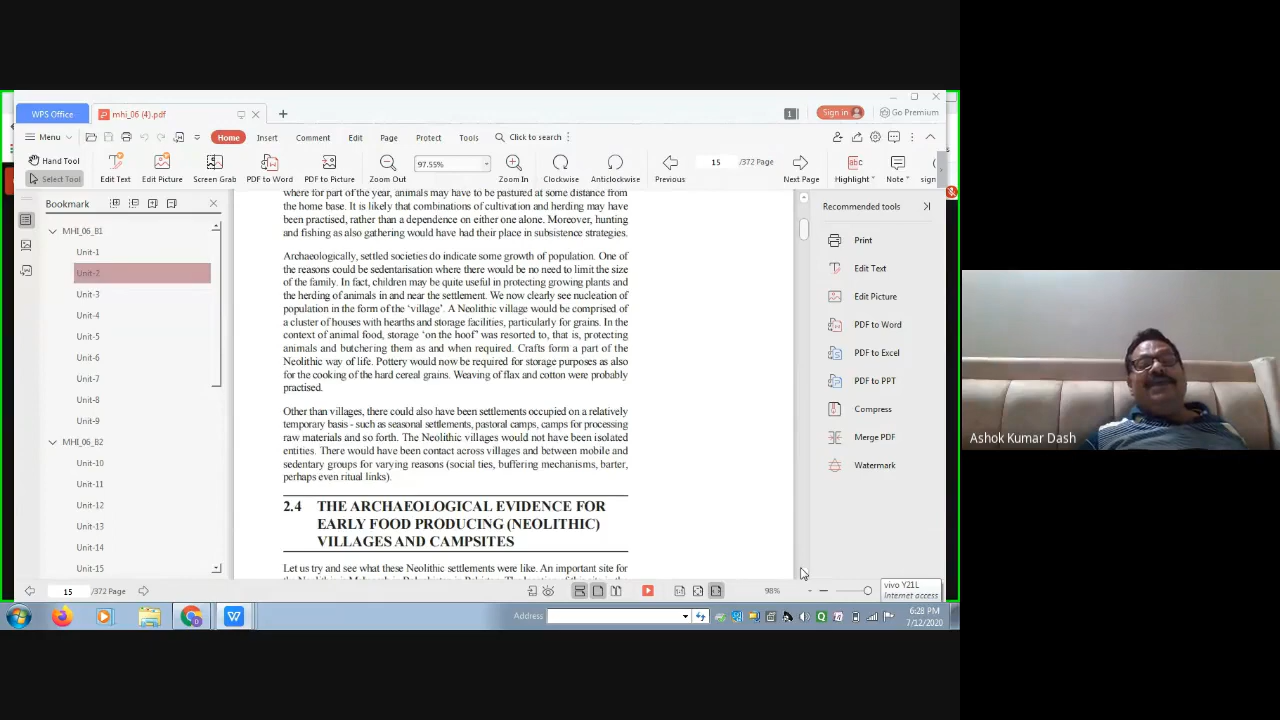 WPS Office
mhi_06 (4).pdf
1
Sign in
Go Premium
Menu
Home
Insert
Comment
Edit
Page
Protect
Tools
Click to search
Hand Tool
Select Tool
Edit Text
Edit Picture
Screen Grab
PDF to Word
PDF to Picture
Zoom Out
97.55%
Zoom In
Clockwise
Anticlockwise
Previous
15
/372 Page
Next Page
Highlight
Note
sign
Bookmark
MHI_06_B1
Unit-1
Unit-2
Unit-3
Unit-4
Unit-5
Unit-6
Unit-7
Unit-8
Unit-9
MHI_06_B2
Unit-10
Unit-11
Unit-12
Unit-13
Unit-14
Unit-15
where for part of the year, animals may have to be pastured at some distance from
the home base. It is likely that combinations of cultivation and herding may have
been practised, rather than a dependence on either one alone. Moreover, hunting
and fishing as also gathering would have had their place in subsistence strategies.
Archaeologically, settled societies do indicate some growth of population. One of
the reasons could be sedentarisation where there would be no need to limit the size
of the family. In fact, children may be quite useful in protecting growing plants and
the herding of animals in and near the settlement. We now clearly see nucleation of
population in the form of the 'village'. A Neolithic village would be comprised of
a cluster of houses with hearths and storage facilities, particularly for grains. In the
context of animal food, storage 'on the hoof' was resorted to, that is, protecting
animals and butchering them as and when required. Crafts form a part of the
Neolithic way of life. Pottery would now be required for storage purposes as also
for the cooking of the hard cereal grains. Weaving of flax and cotton were probably
practised.
Other than villages, there could also have been settlements occupied on a relatively
temporary basis - such as seasonal settlements, pastoral camps, camps for processing
raw materials and so forth. The Neolithic villages would not have been isolated
entities. There would have been contact across villages and between mobile and
sedentary groups for varying reasons (social ties, buffering mechanisms, barter,
perhaps even ritual links).
2.4 THE ARCHAEOLOGICAL EVIDENCE FOR
EARLY FOOD PRODUCING (NEOLITHIC)
VILLAGES AND CAMPSITES
Let us try and see what these Neolithic settlements were like. An important site for
Recommended tools
Print
Edit Text
Edit Picture
PDF to Word
PDF to Excel
PDF to PPT
Compress
Merge PDF
Watermark
15
/372 Page
98%
vivo Y21L
Internet access
Address
6:28 PM
7/12/2020
Ashok Kumar Dash